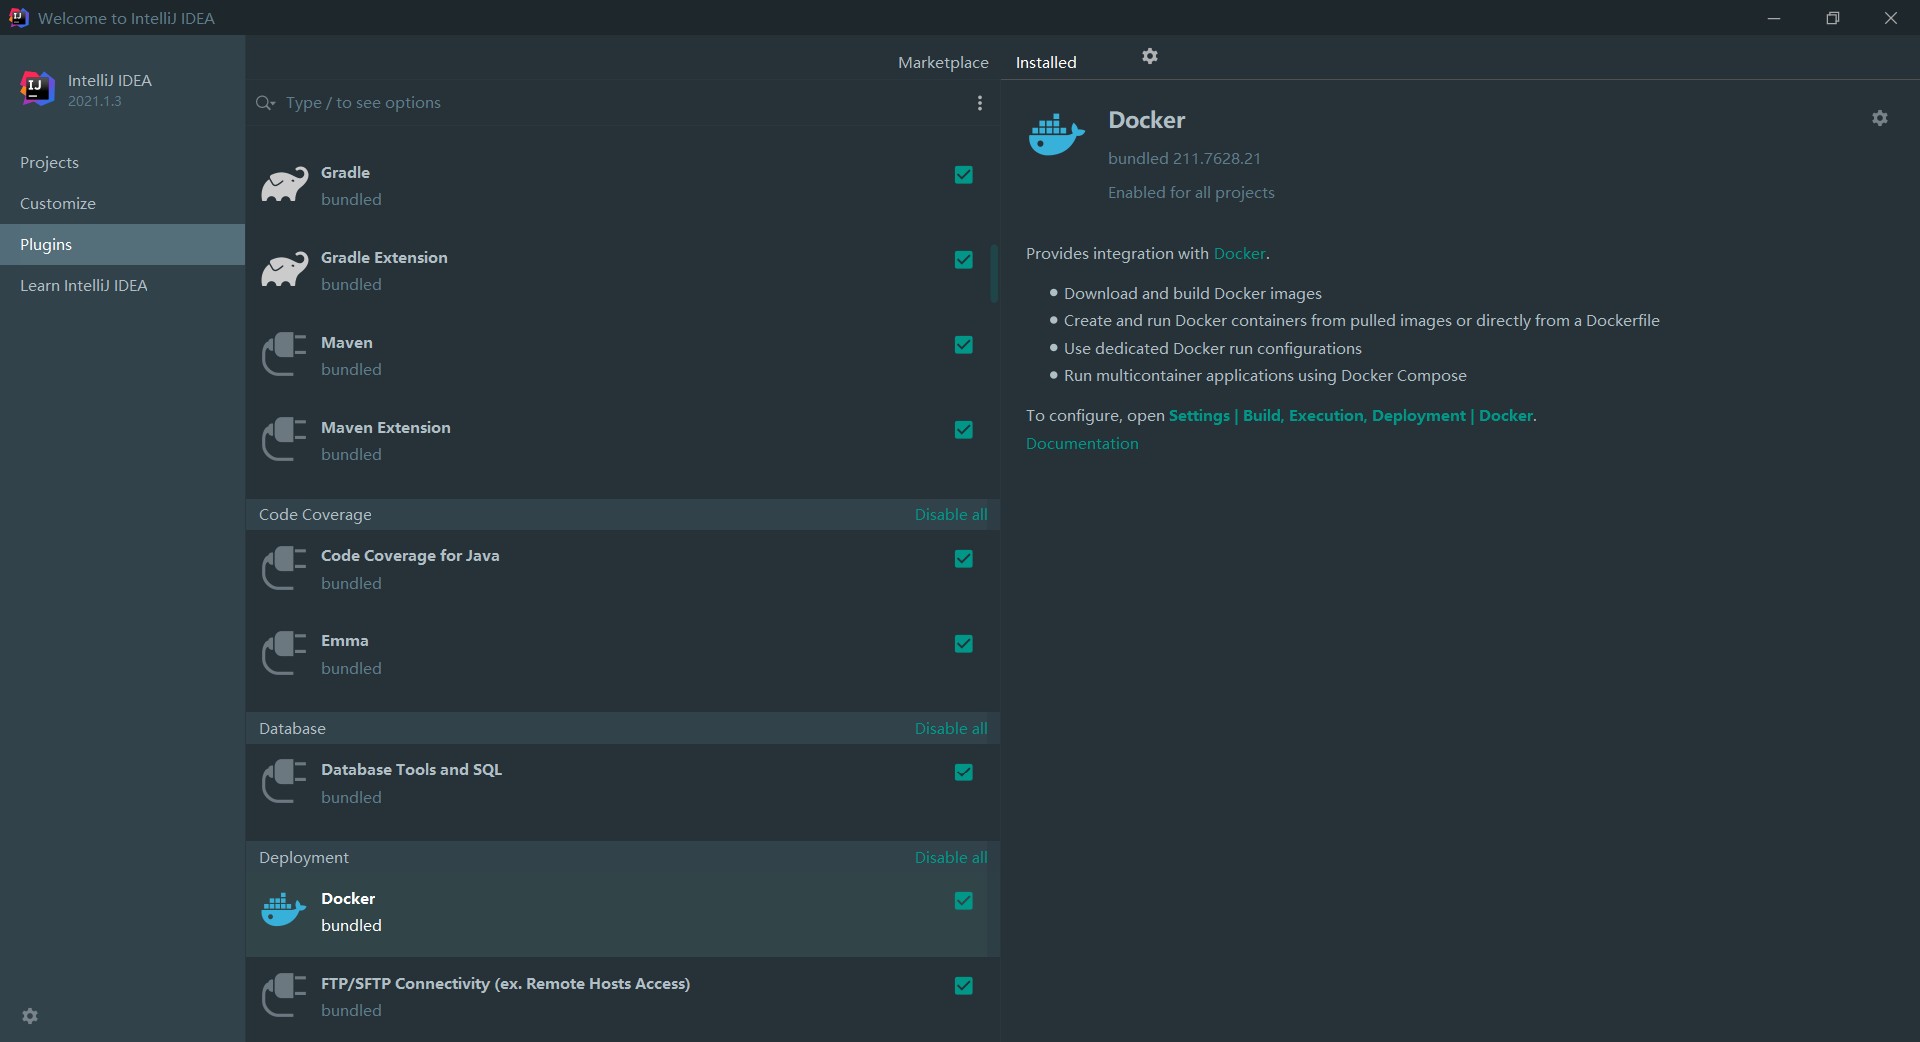 Welcome to IntelliJ IDEA
IntelliJ IDEA
2021.1.3
Projects
Customize
Plugins
Learn IntelliJ IDEA
Marketplace
Installed
Type / to see options
Gradle
bundled
Gradle Extension
bundled
Maven
bundled
Maven Extension
bundled
Code Coverage
Disable all
Code Coverage for Java
bundled
Emma
bundled
Database
Disable all
Database Tools and SQL
bundled
Deployment
Disable all
Docker
bundled
FTP/SFTP Connectivity (ex. Remote Hosts Access)
bundled
Docker
bundled 211.7628.21
Enabled for all projects
Provides integration with Docker.
Download and build Docker images
Create and run Docker containers from pulled images or directly from a Dockerfile
Use dedicated Docker run configurations
Run multicontainer applications using Docker Compose
To configure, open Settings | Build, Execution, Deployment | Docker.
Documentation